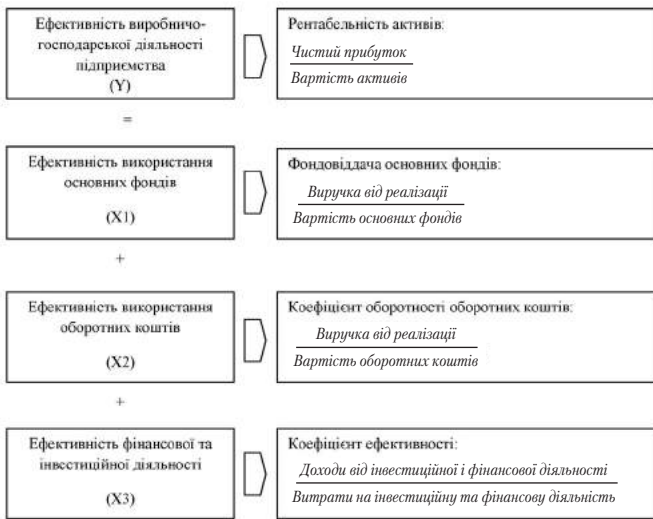 Ефективність виробничо-
господарської діяльності
підприємства
(Y)
Рентабельність активів:
Чистий прибуток
Вартість активів
=
Ефективність використання
основних фондів
(X1)
Фондовіддача основних фондів:
Виручка від реалізації
Вартість основних фондів
+
Ефективність використання
оборотних коштів
(X2)
Коефіцієнт оборотності оборотних коштів:
Виручка від реалізації
Вартість оборотних коштів
+
Ефективність фінансової та
інвестиційної діяльності
(X3)
Коефіцієнт ефективності:
Доходи від інвестиційної і фінансової діяльності
Витрати на інвестиційну та фінансову діяльність